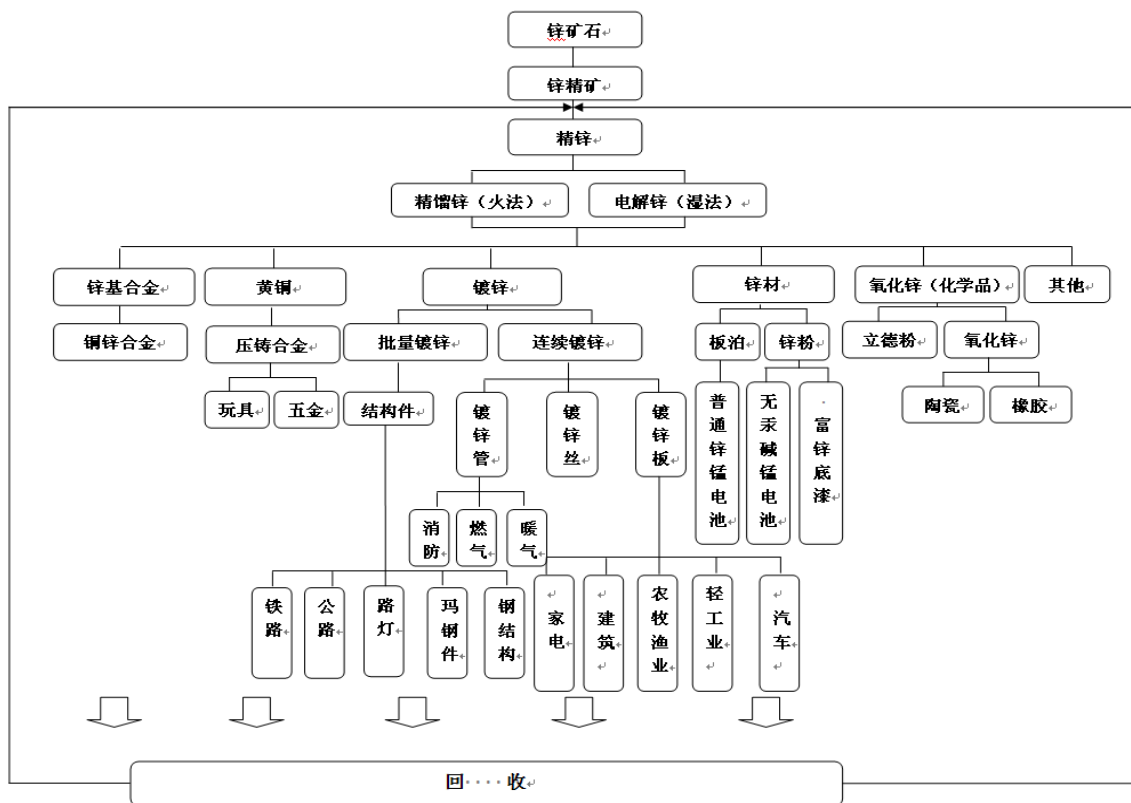 锌矿石
锌精矿
精锌
精馏锌（火法）
电解锌（湿法）
锌基合金
黄铜
镀锌
锌材
氧化锌（化学品）
其他
铜锌合金
压铸合金
批量镀锌
连续镀锌
板泊
锌粉
立德粉
氧化锌
玩具
五金
结构件
镀锌管
镀锌丝
镀锌板
普通锌锰电池
无汞碱锰电池
·富锌底漆
陶瓷
橡胶
消防
燃气
暖气
铁路
公路
路灯
玛钢件
钢结构
家电
建筑
农牧渔业
轻工业
汽车
回····收